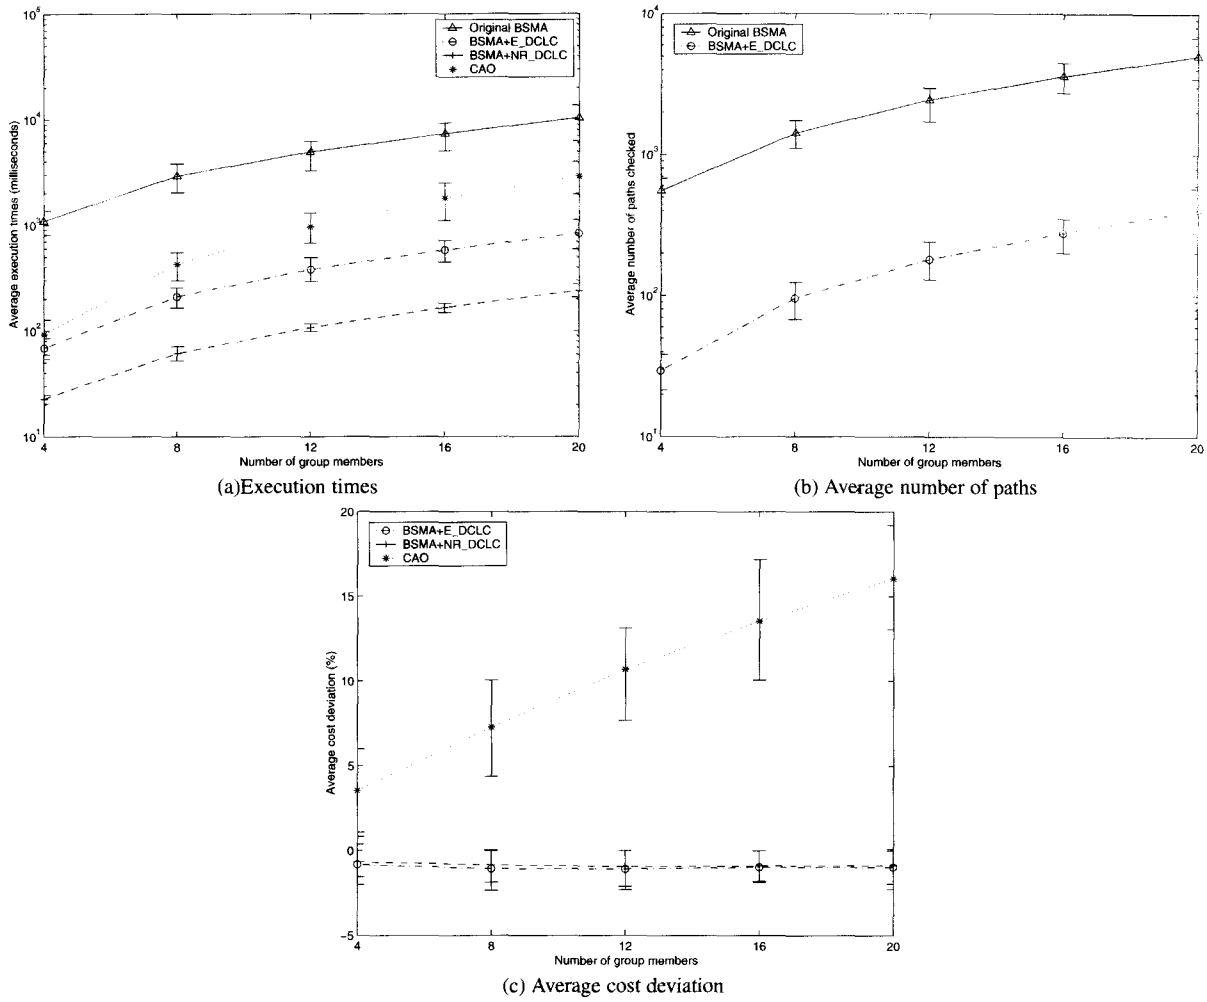 10^5
10^4
10^3
10^2
10^1
Average execution times (milliseconds)
Original BSMA
BSMA+E_DCLC
BSMA+NR_DCLC
CAO
4
8
12
16
20
Number of group members
(a)Execution times
10^4
10^3
10^2
10^1
Average number of paths checked
Original BSMA
BSMA+E_DCLC
4
8
12
16
20
Number of group members
(b) Average number of paths
20
15
10
5
0
-5
Average cost deviation (%)
BSMA+E_DCLC
BSMA+NR_DCLC
CAO
4
8
12
16
20
Number of group members
(c) Average cost deviation